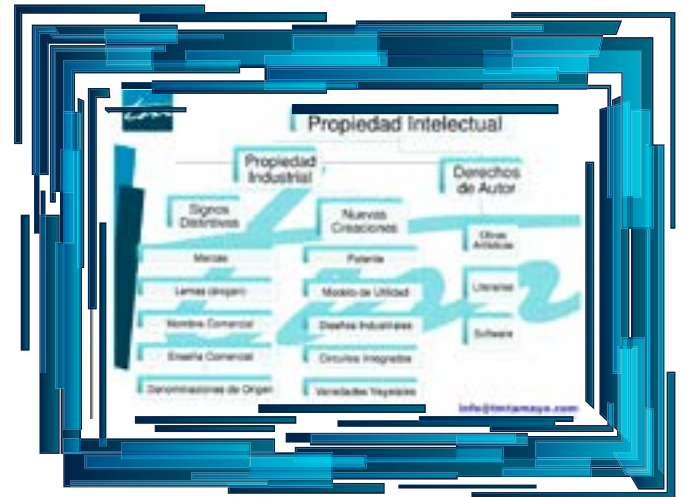 Propiedad Intelectual
Propiedad
Industrial
Derechos
de Autor
Signos
Distintivos
Nuevas
Creaciones
Obras
Artísticas
Marcas
Patente
Lemas (slogan)
Modelo de Utilidad
Literarias
Nombre Comercial
Diseños Industriales
Software
Enseña Comercial
Circuitos Integrados
Denominaciones de Origen
Variedades Vegetales
info@tmtamayo.com